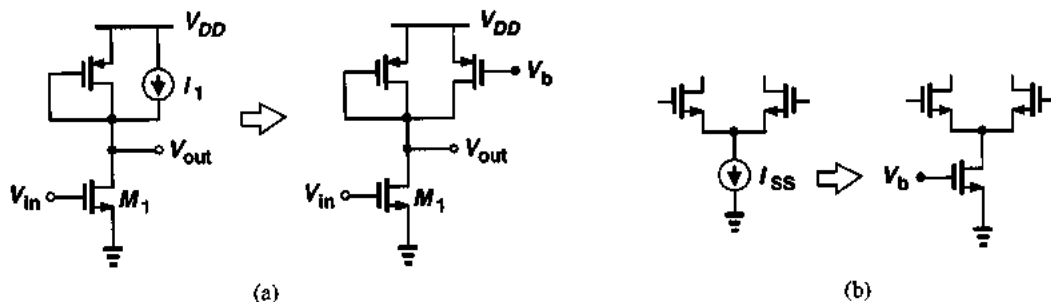 V_DD
I_1
V_out
V_in
M_1
V_DD
V_b
V_out
V_in
M_1
(a)
I_SS
V_b
(b)